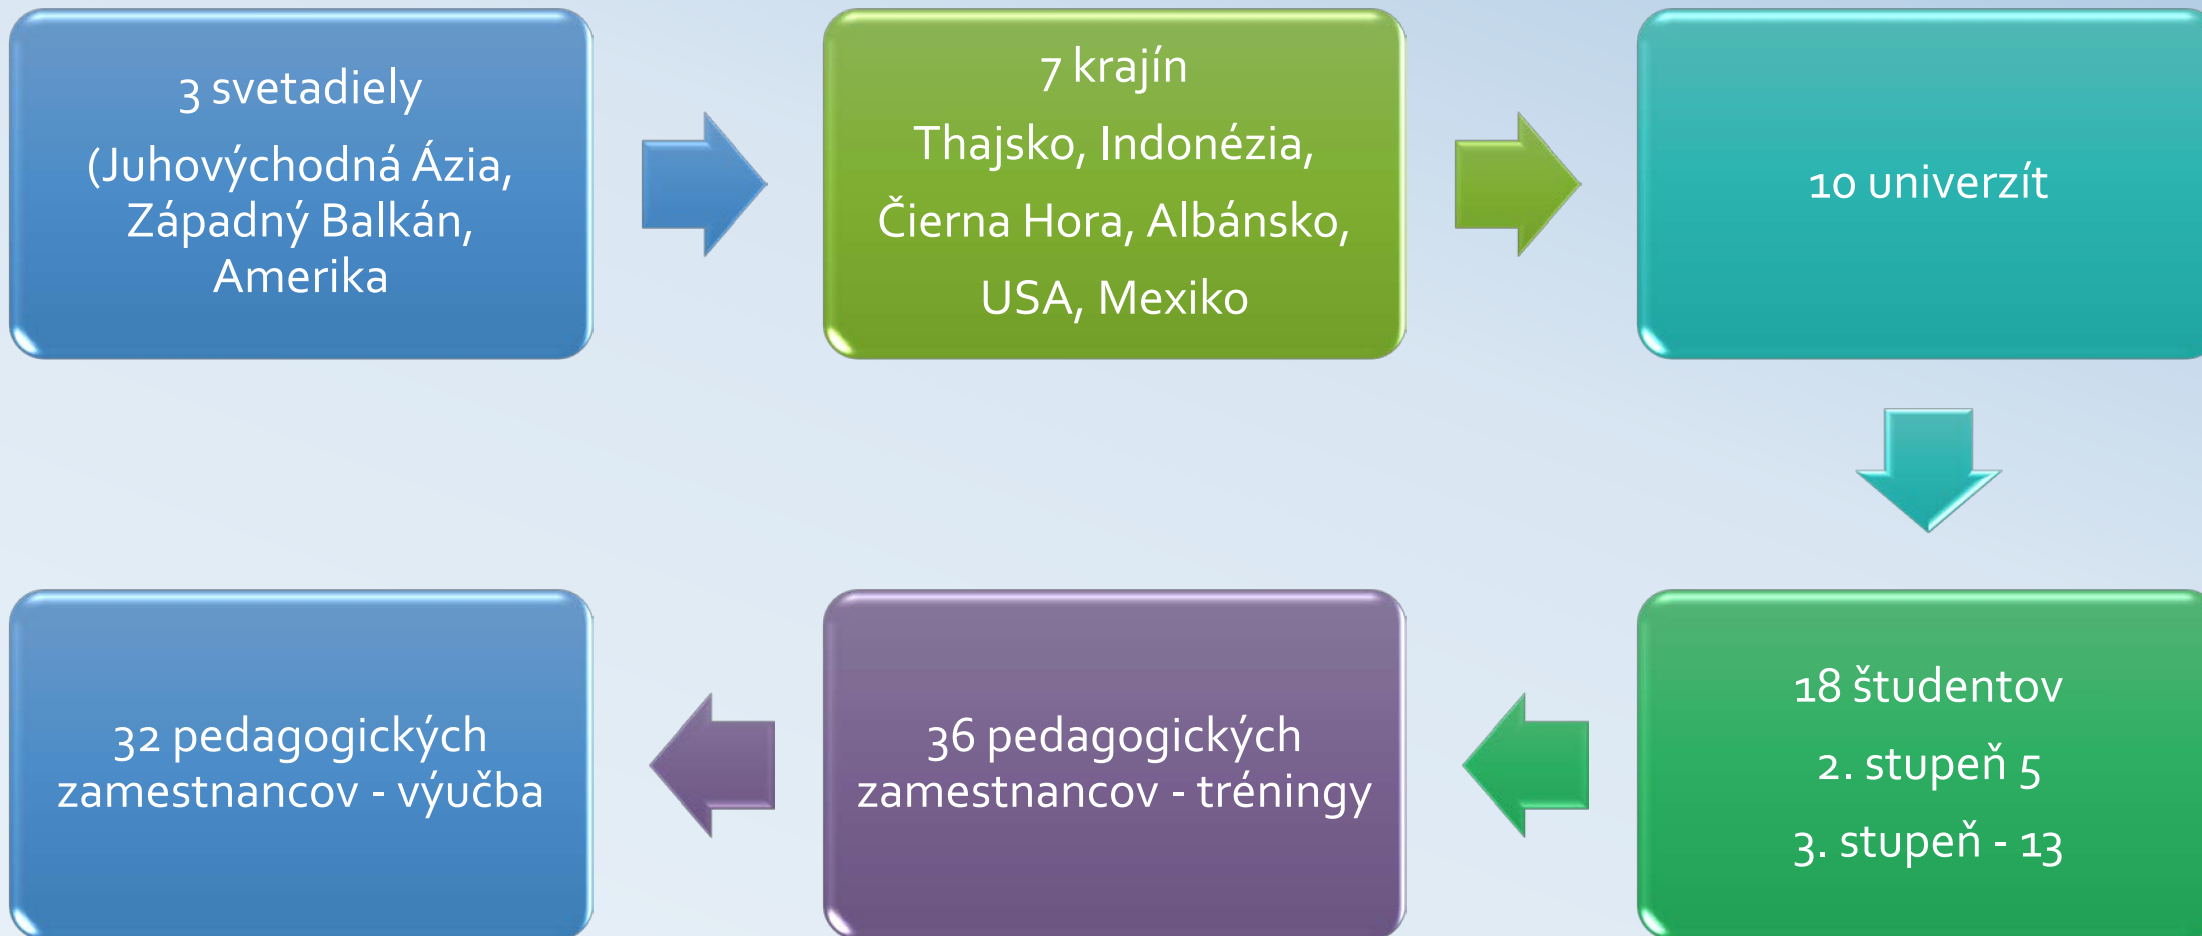 3 svetadiely
(Juhovýchodná Ázia,
Západný Balkán,
Amerika
7 krajín
Thajsko, Indonézia,
Čierna Hora, Albánsko,
USA, Mexiko
10 univerzít
18 študentov
2. stupeň 5
3. stupeň - 13
36 pedagogických
zamestnancov - tréningy
32 pedagogických
zamestnancov - výučba